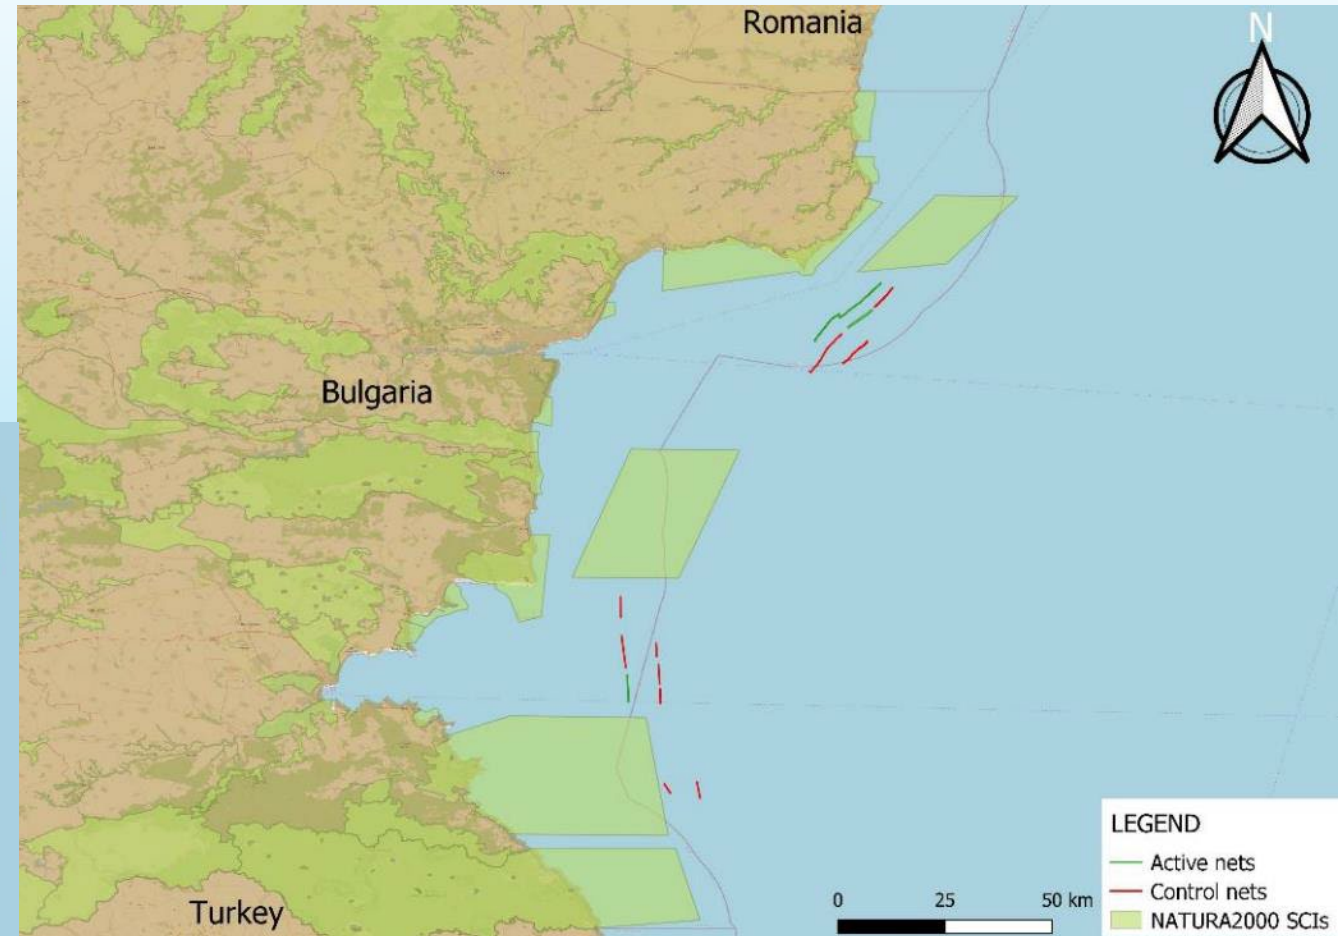 Romania
N
Bulgaria
Turkey
0 25 50 km
LEGEND
Active nets
Control nets
NATURA2000 SCIs